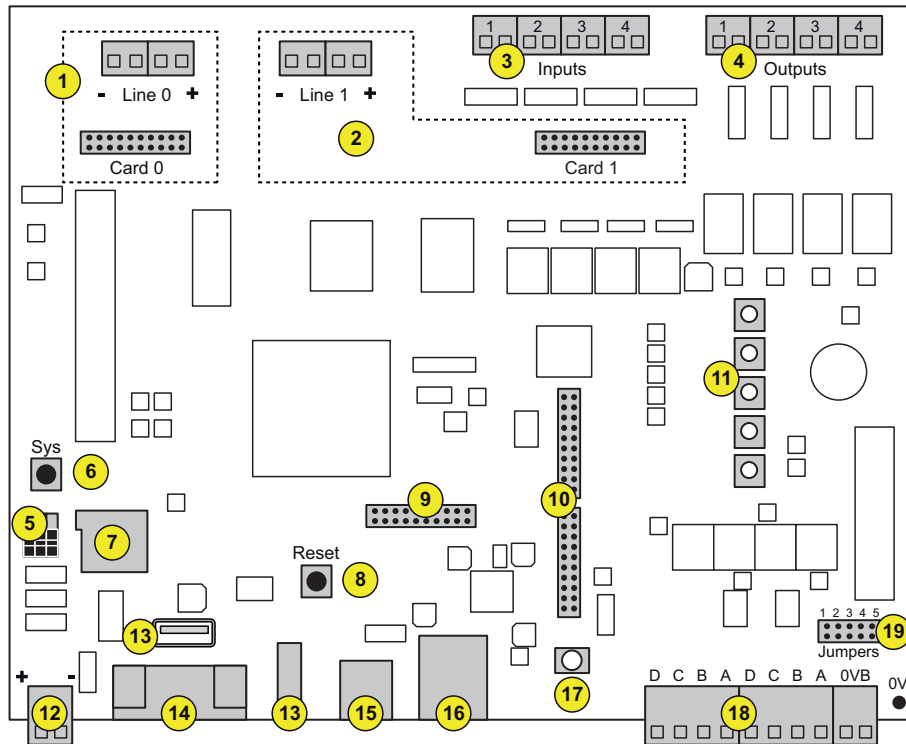 1 2 3 4
1 2 3 4
3 Inputs
4 Outputs
1
- Line 0 +
- Line 1 +
2
Card 0
Card 1
11
Sys
6
5
7
9
10
Reset
8
13
1 2 3 4 5
19
Jumpers
+ -
D C B A D C B A 0VB
0V
12
14
13
15
16
17
18